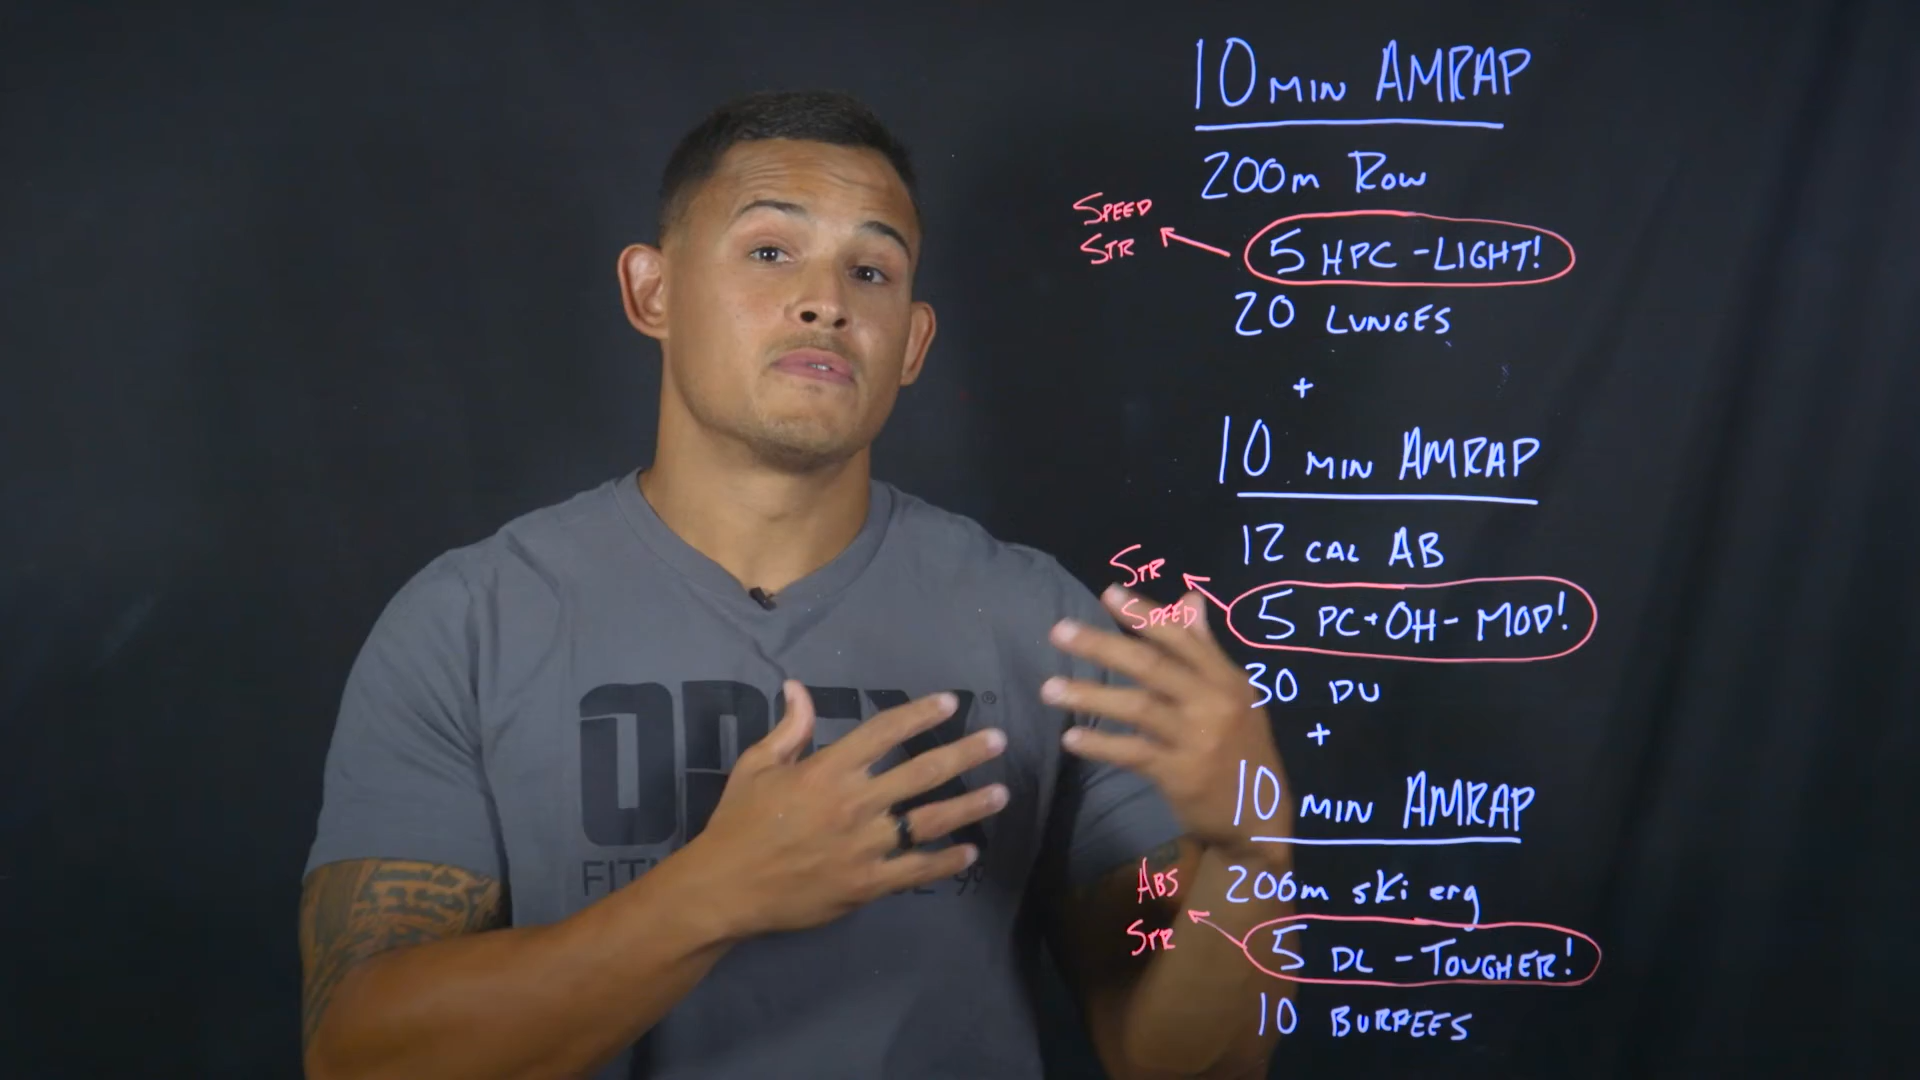 10 MIN AMRAP
200m ROW
SPEED
STR
5 HPC - LIGHT!
20 LUNGES
+
10 MIN AMRAP
12 CAL AB
STR
SPEED
5 PC+OH - MOD!
30 DU
+
10 MIN AMRAP
ABS
STR
200m ski erg
5 DL - TOUGHER!
10 BURPEES
OPEX®
99